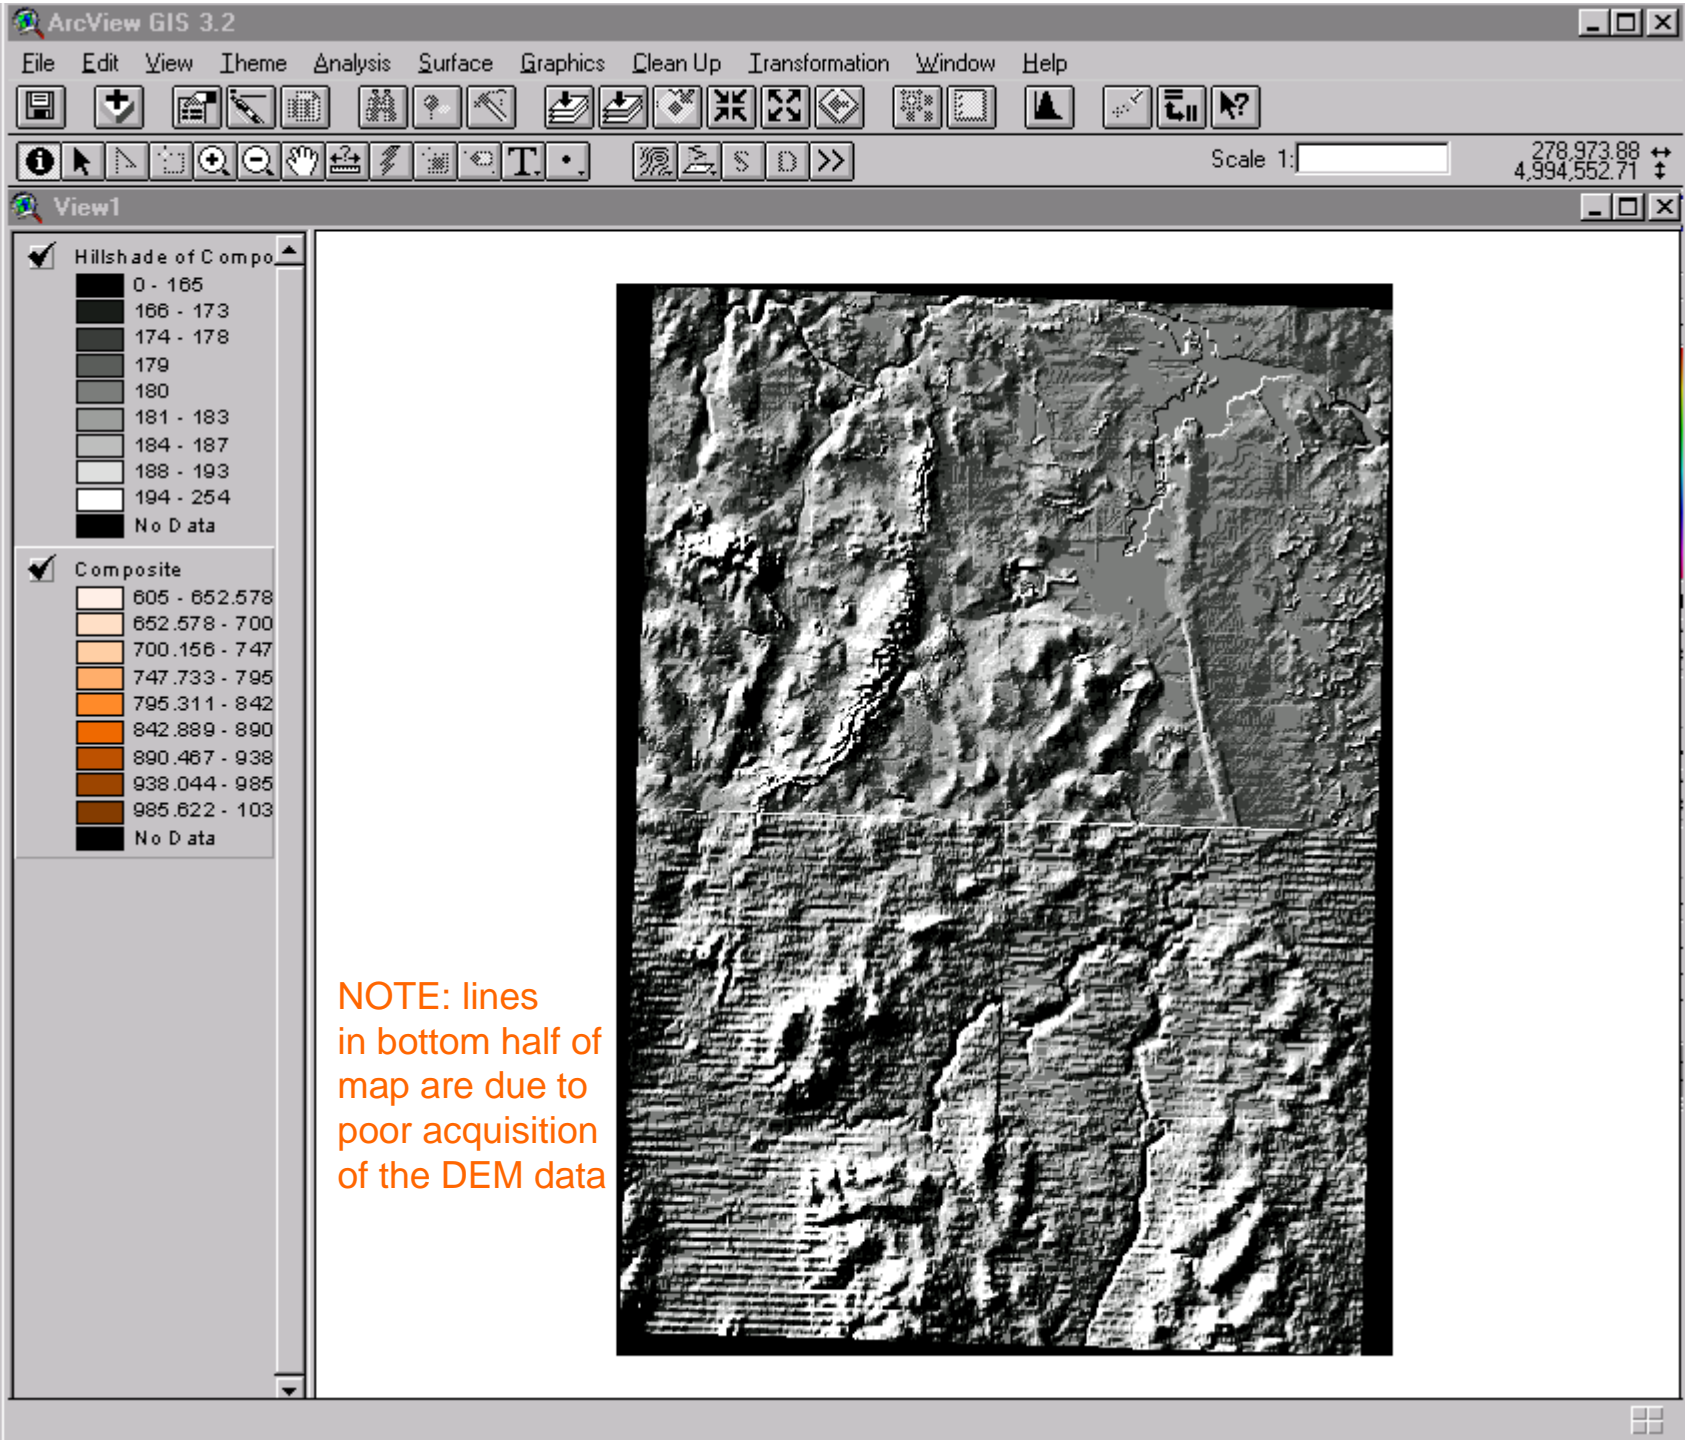 ArcView GIS 3.2
File Edit View Theme Analysis Surface Graphics Clean Up Transformation Window Help
T.
S D >>
Scale 1:
278,973.88
4,994,552.71
View1
Hillshade of Compo
0 - 165
166 - 173
174 - 178
179
180
181 - 183
184 - 187
188 - 193
194 - 254
No Data
Composite
605 - 652.578
652.578 - 700
700.156 - 747
747.733 - 795
795.311 - 842
842.889 - 890
890.467 - 938
938.044 - 985
985.622 - 103
No Data
NOTE: lines
in bottom half of
map are due to
poor acquisition
of the DEM data